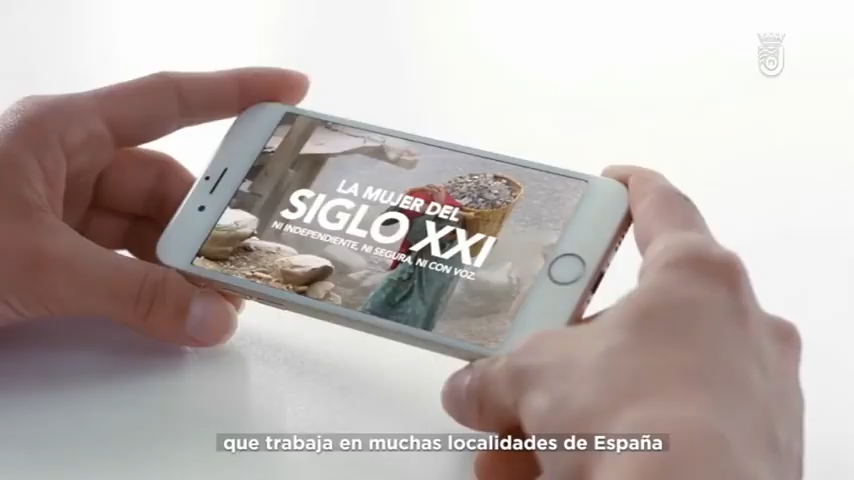 LA MUJER DEL
SIGLO XXI
NI INDEPENDIENTE, NI SEGURA, NI CON VOZ.
que trabaja en muchas localidades de España